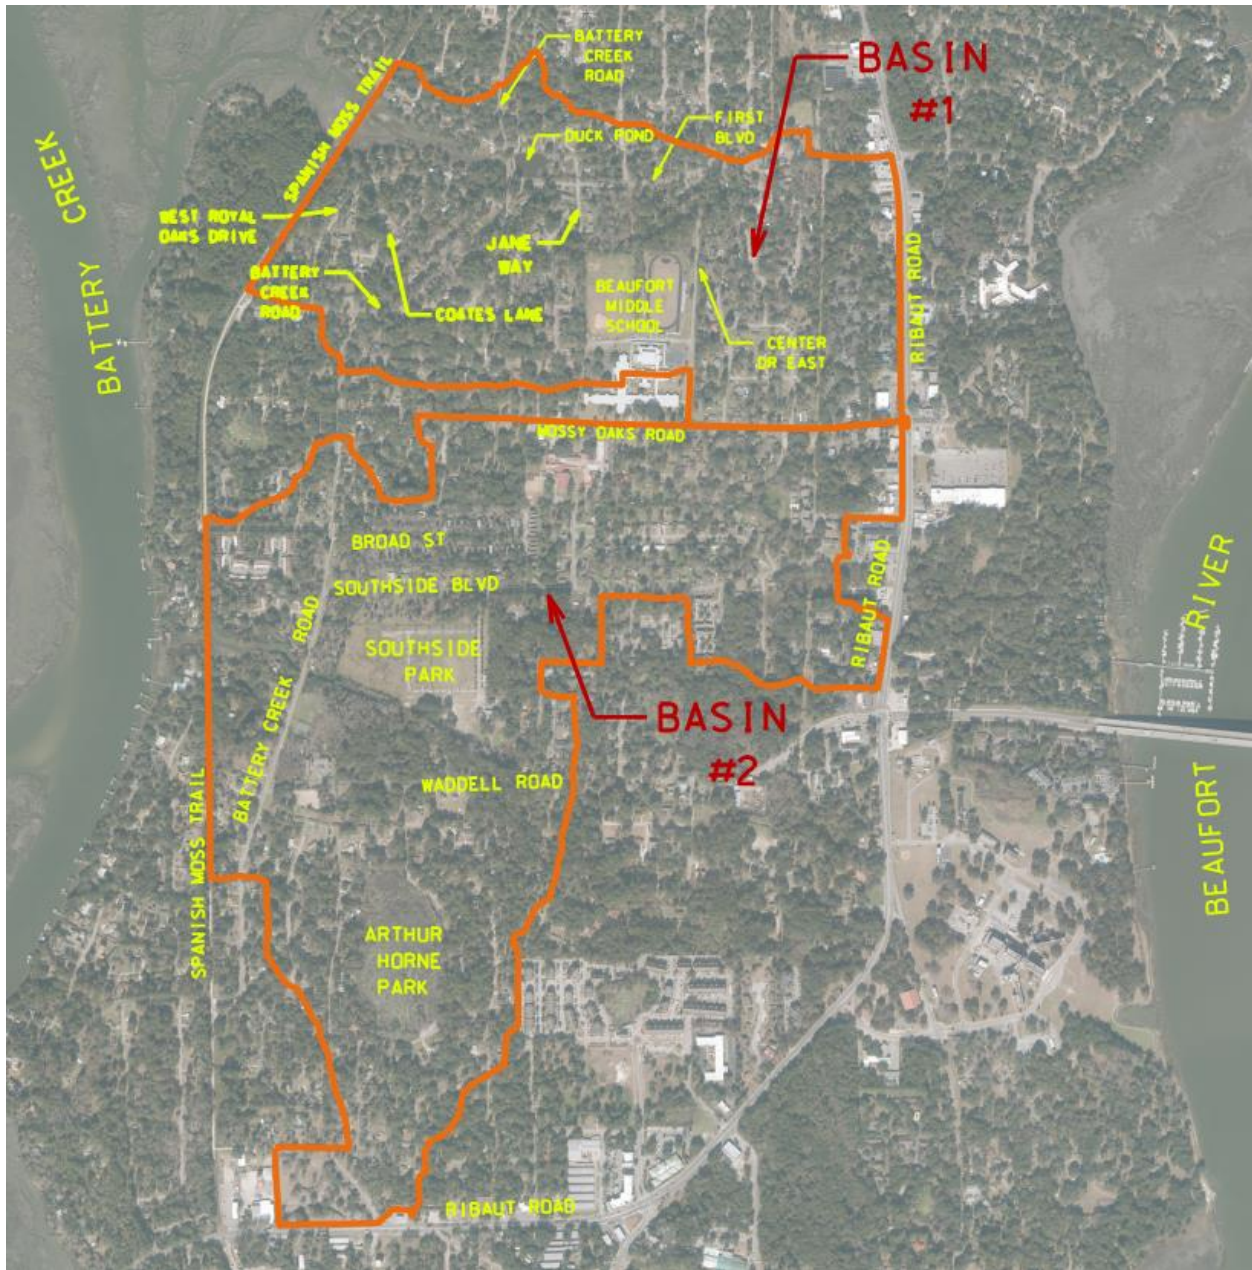 BATTERY
CREEK
ROAD
BASIN
#1
SPANISH MOSS TRAIL
FIRST
BLVD
DUCK POND
BATTERY CREEK
WEST ROYAL
OAKS DRIVE
JANE
WAY
BATTERY
CREEK
ROAD
COATES LANE
BEAUFORT
MIDDLE
SCHOOL
CENTER
DR EAST
RIBAUT ROAD
MOSSY OAKS ROAD
BROAD ST
SOUTHSIDE BLVD
SOUTHSIDE
PARK
BATTERY CREEK ROAD
RIBAUT ROAD
BASIN
#2
WADDELL ROAD
BEAUFORT RIVER
SPANISH MOSS TRAIL
ARTHUR
HORNE
PARK
RIBAUT ROAD